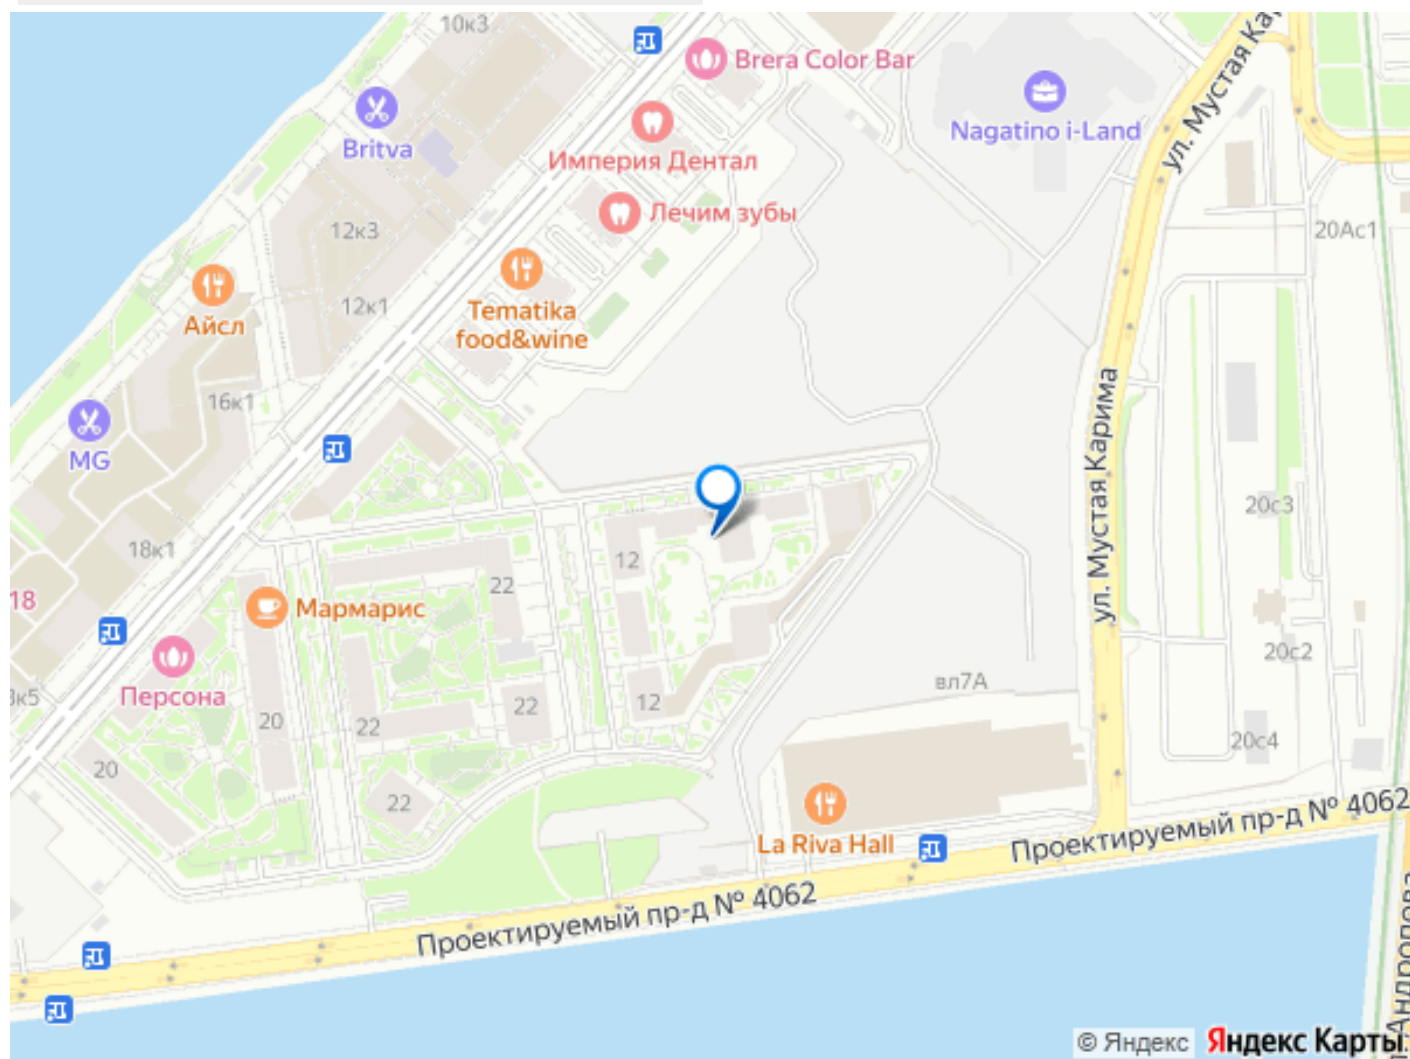 10к3
Brera Color Bar
Britva
Империя Дентал
Nagatino i-Land
ул. Мустая Кар
Лечим зубы
12к3
20Ас1
Айсл
12к1
Tematika
food&wine
16к1
MG
ул. Мустая Карима
20с3
18к1
12
22
18
Мармарис
20с2
Персона
вл7А
12
22
20
22
20с4
20
22
La Riva Hall
Проектируемый пр-д № 4062
Проектируемый пр-д № 4062
Андропова
© Яндекс
Яндекс Карты